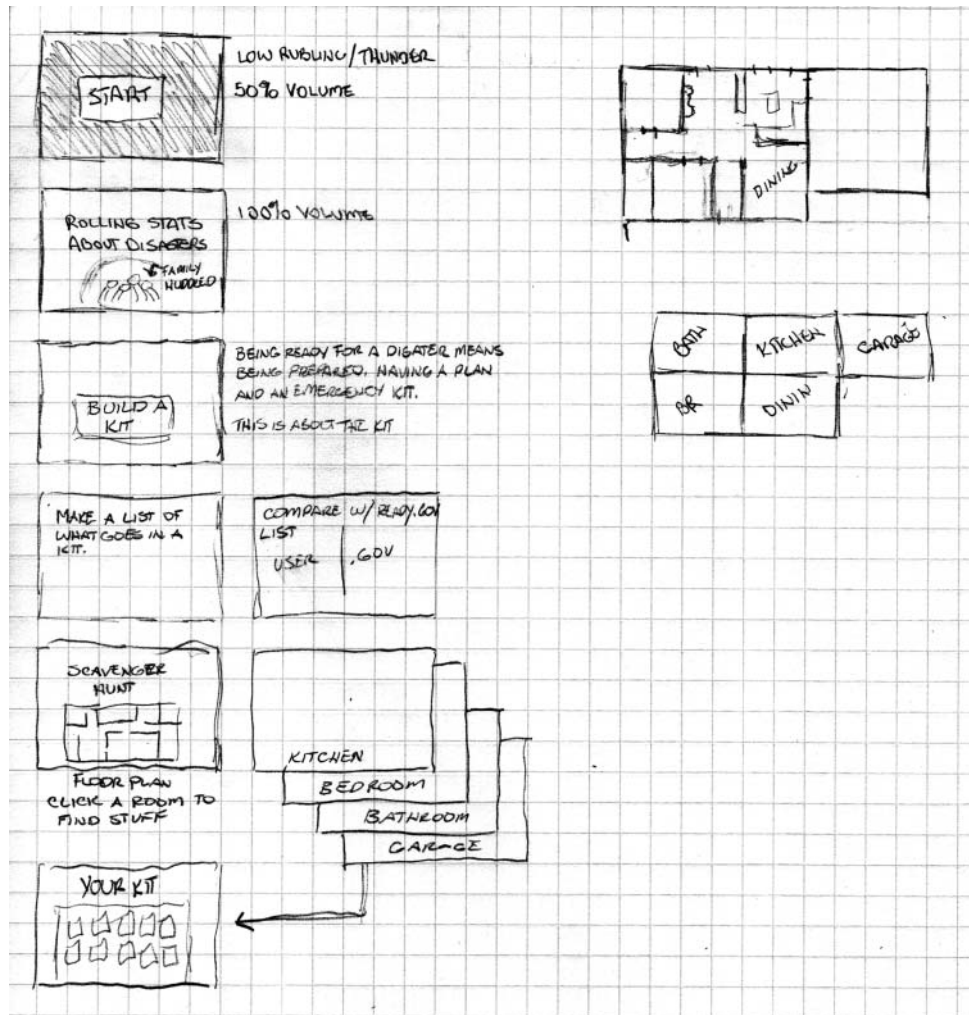 START
LOW RUBLING/THUNDER
50% VOLUME
ROLLING STATS
ABOUT DISASTERS
FAMILY
HUDDLED
100% VOLUME
BUILD A
KIT
BEING READY FOR A DISATER MEANS
BEING PREPARED. HAVING A PLAN
AND AN EMERGENCY KIT.
THIS IS ABOUT THE KIT
MAKE A LIST OF
WHAT GOES IN A
KIT.
COMPARE W/ READY.GOV
LIST
USER
.GOV
SCAVENGER
HUNT
FLOOR PLAN
CLICK A ROOM TO
FIND STUFF
KITCHEN
BEDROOM
BATHROOM
GARAGE
YOUR KIT
DINING
BATH
KITCHEN
GARAGE
BR
DININ